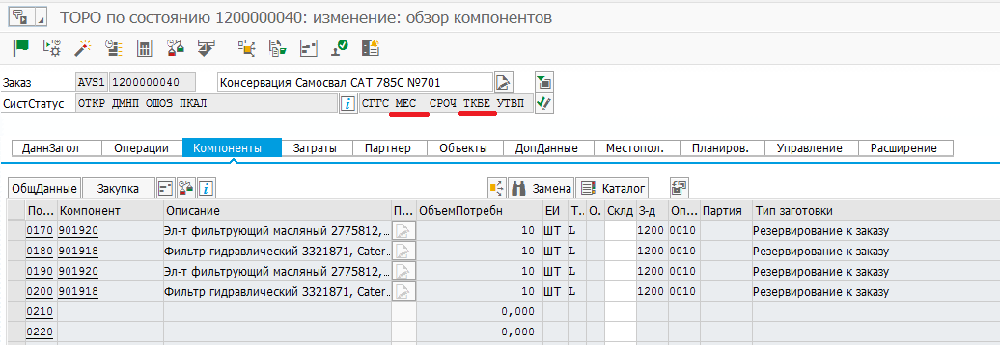 ТОРО по состоянию 1200000040: изменение: обзор компонентов
Заказ AVS1 1200000040 Консервация Самосвал CAT 785C №701
СистСтатус ОТКР ДМНП ОШОЗ ПКАЛ СГГС МЕС СРОЧ ТКВЕ УТВП
ДаннЗагол Операции Компоненты Затраты Партнер Объекты ДопДанные Местопол. Планиров. Управление Расширение
ОбщДанные Закупка Замена Каталог
По... Компонент Описание П... ОбъемПотребн ЕИ Т.. О. Склд З-д Оп... Партия Тип заготовки
0170 901920 Эл-т фильтрующий масляный 2775812,... 10 ШТ L 1200 0010 Резервирование к заказу
0180 901918 Фильтр гидравлический 3321871, Cater... 10 ШТ L 1200 0010 Резервирование к заказу
0190 901920 Эл-т фильтрующий масляный 2775812,... 10 ШТ L 1200 0010 Резервирование к заказу
0200 901918 Фильтр гидравлический 3321871, Cater... 10 ШТ L 1200 0010 Резервирование к заказу
0210 0,000
0220 0,000